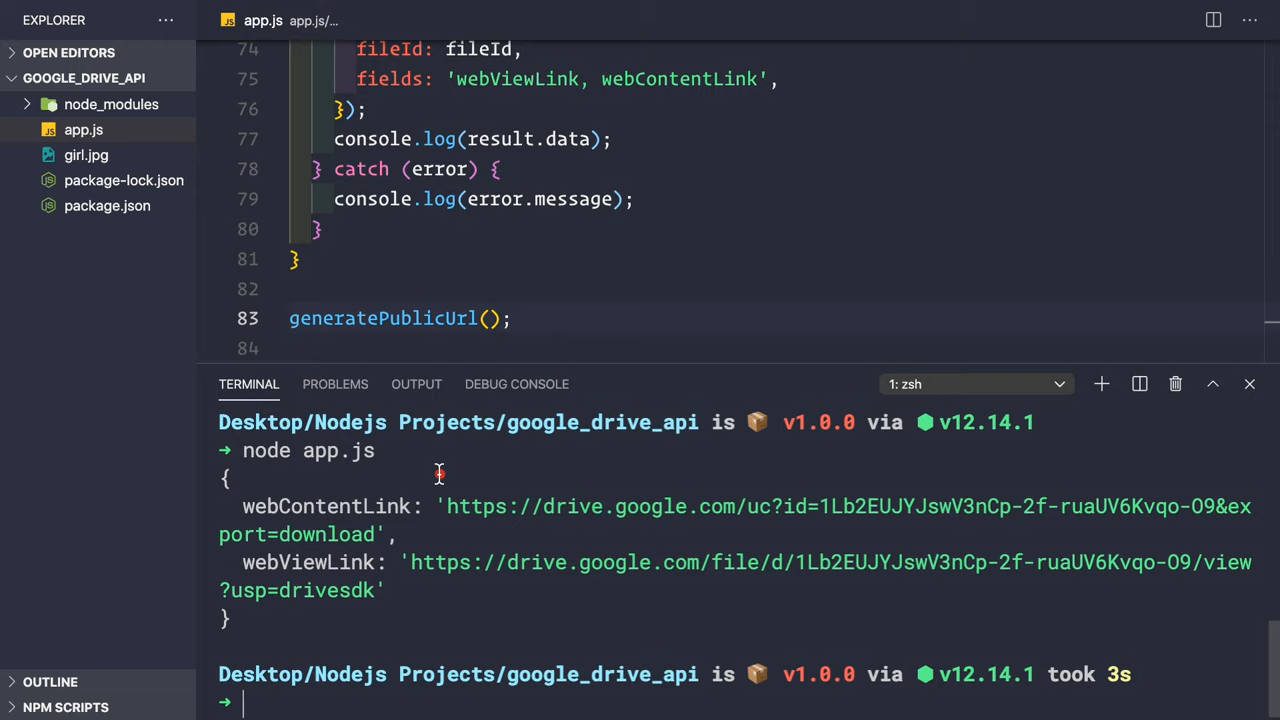 EXPLORER ···
JS app.js app.js/… ···
OPEN EDITORS
GOOGLE_DRIVE_API
node_modules
JS app.js
girl.jpg
package-lock.json
package.json
OUTLINE
NPM SCRIPTS
74 fileId: fileId,
75 fields: 'webViewLink, webContentLink',
76 });
77 console.log(result.data);
78 } catch (error) {
79 console.log(error.message);
80 }
81 }
82
83 generatePublicUrl();
84
TERMINAL PROBLEMS OUTPUT DEBUG CONSOLE 1: zsh
Desktop/Nodejs Projects/google_drive_api is 📦 v1.0.0 via ⬢v12.14.1
➜ node app.js
{
webContentLink: 'https://drive.google.com/uc?id=1Lb2EUJYJswV3nCp-2f-ruaUV6Kvqo-O9&ex
port=download',
webViewLink: 'https://drive.google.com/file/d/1Lb2EUJYJswV3nCp-2f-ruaUV6Kvqo-O9/view
?usp=drivesdk'
}
Desktop/Nodejs Projects/google_drive_api is 📦 v1.0.0 via ⬢v12.14.1 took 3s
➜